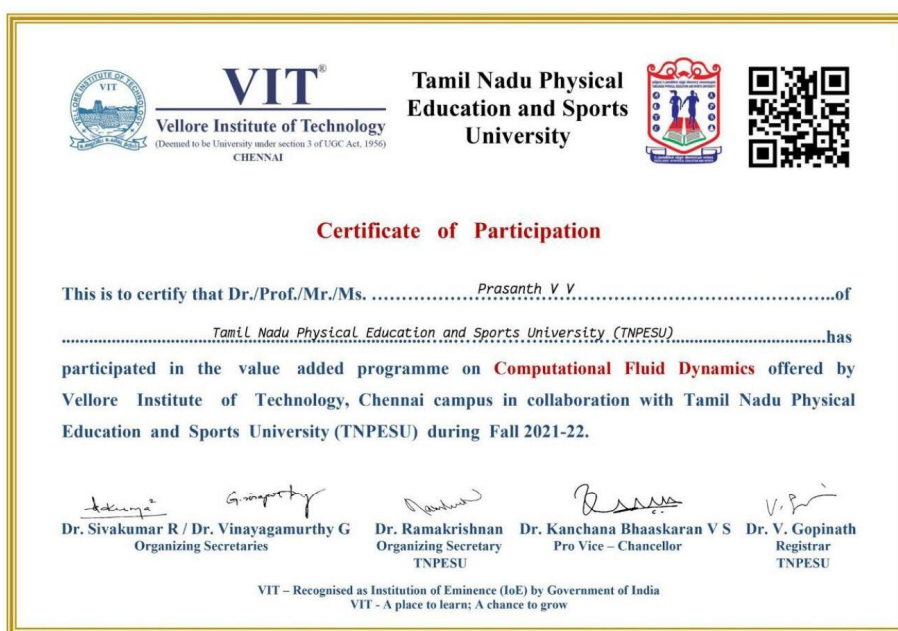 VELLORE INSTITUTE OF TECHNOLOGY
VIT
VIT®
Vellore Institute of Technology
(Deemed to be University under section 3 of UGC Act, 1956)
CHENNAI
Tamil Nadu Physical
Education and Sports
University
Certificate of Participation
This is to certify that Dr./Prof./Mr./Ms. ........Prasanth V V........of
........Tamil Nadu Physical Education and Sports University (TNPESU)........has
participated in the value added programme on Computational Fluid Dynamics offered by
Vellore Institute of Technology, Chennai campus in collaboration with Tamil Nadu Physical
Education and Sports University (TNPESU) during Fall 2021-22.
Dr. Sivakumar R / Dr. Vinayagamurthy G
Organizing Secretaries
Dr. Ramakrishnan
Organizing Secretary
TNPESU
Dr. Kanchana Bhaaskaran V S
Pro Vice – Chancellor
Dr. V. Gopinath
Registrar
TNPESU
VIT – Recognised as Institution of Eminence (IoE) by Government of India
VIT - A place to learn; A chance to grow